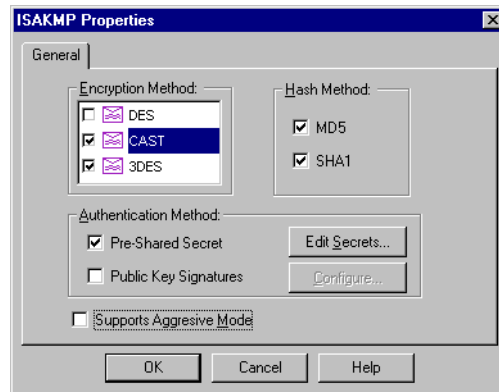 ISAKMP Properties
General
Encryption Method:
DES
CAST
3DES
Hash Method:
MD5
SHA1
Authentication Method:
Pre-Shared Secret
Edit Secrets...
Public Key Signatures
Configure...
Supports Aggresive Mode
OK
Cancel
Help